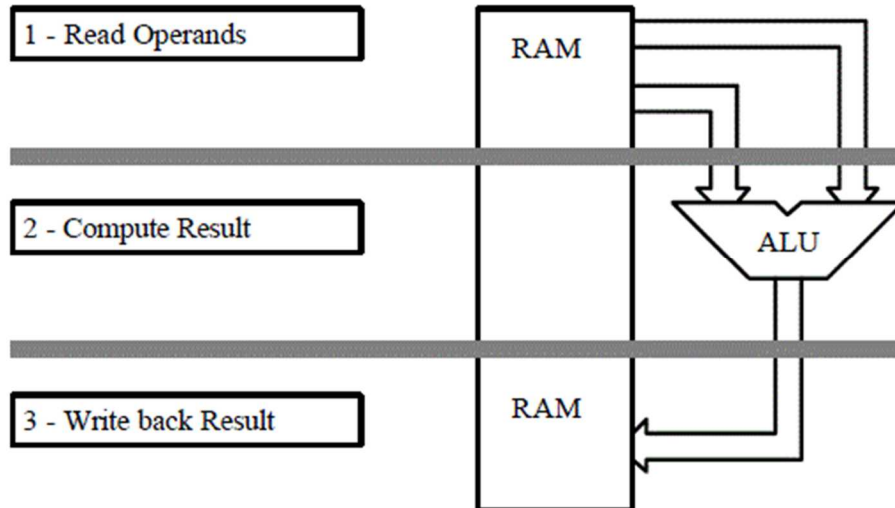 1 - Read Operands
RAM
2 - Compute Result
ALU
3 - Write back Result
RAM